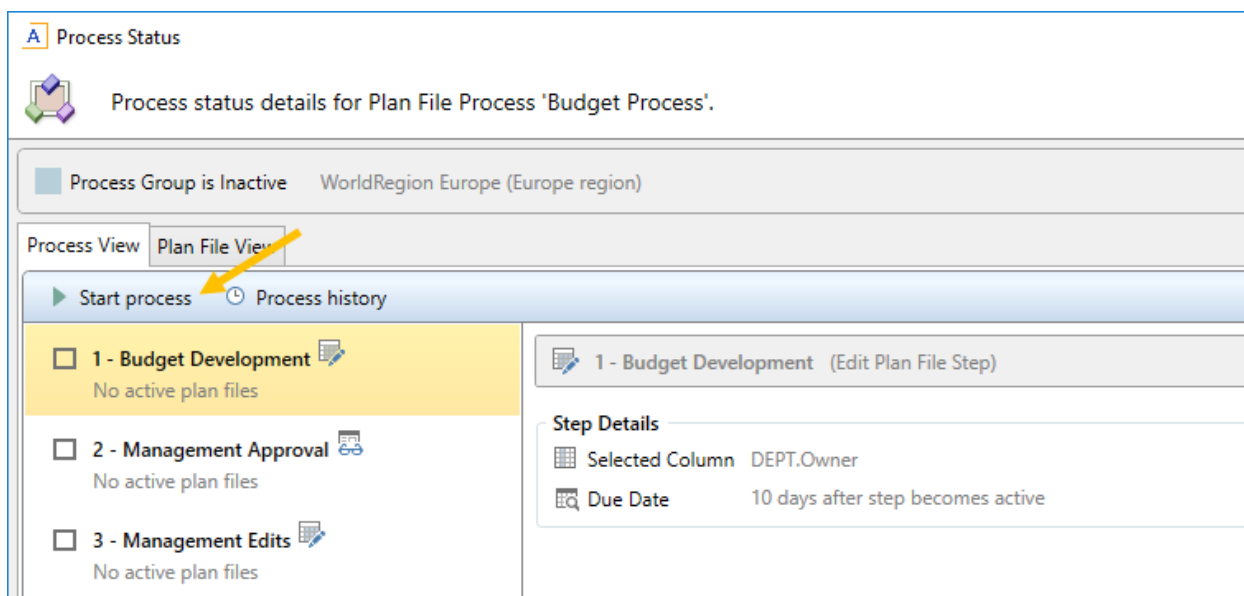 A Process Status
Process status details for Plan File Process 'Budget Process'.
Process Group is Inactive WorldRegion Europe (Europe region)
Process View Plan File View
Start process Process history
1 - Budget Development
No active plan files
2 - Management Approval
No active plan files
3 - Management Edits
No active plan files
1 - Budget Development (Edit Plan File Step)
Step Details
Selected Column DEPT.Owner
Due Date 10 days after step becomes active